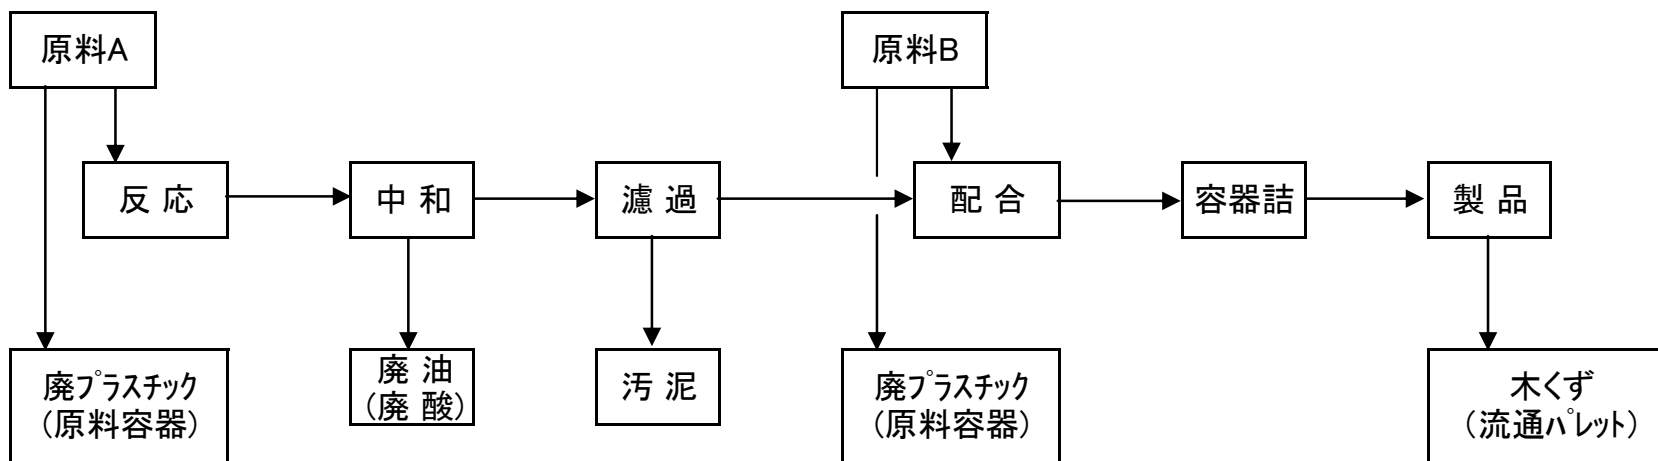 原料A
原料B
反 応
中 和
濾 過
配 合
容器詰
製 品
廃プラスチック
(原料容器)
廃 油
(廃 酸)
汚 泥
廃プラスチック
(原料容器)
木くず
(流通パレット)